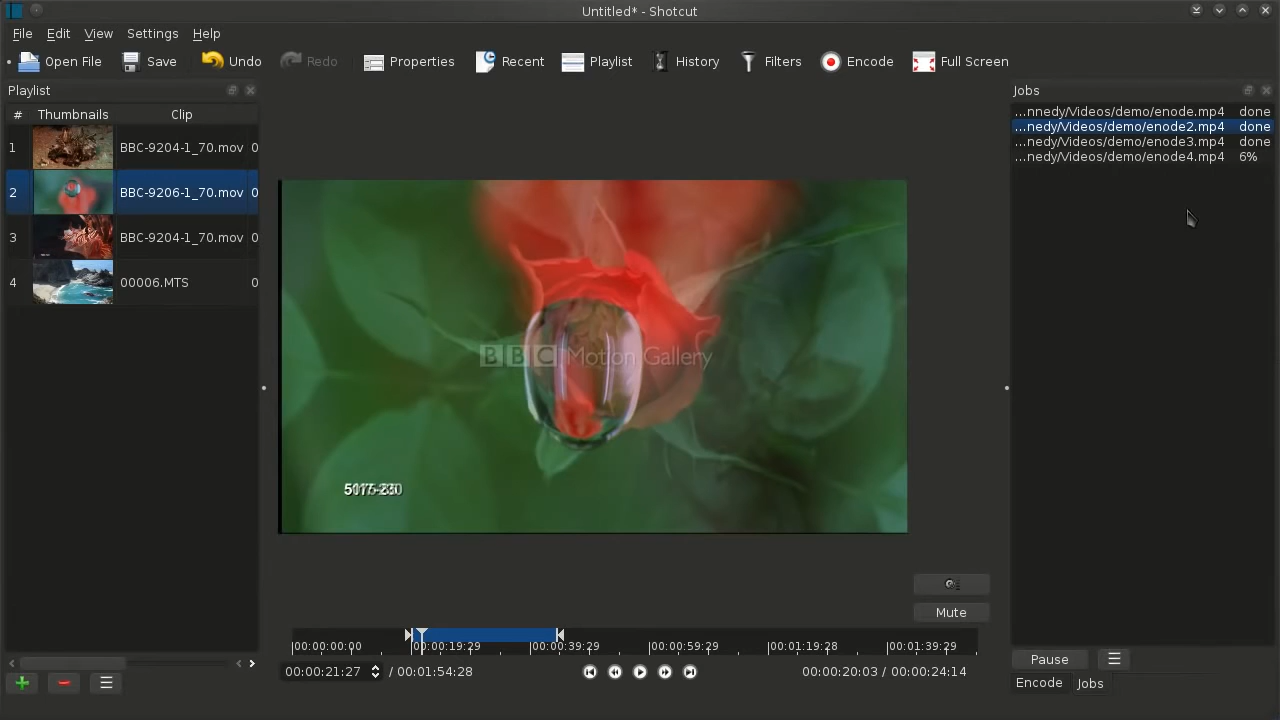 Untitled* - Shotcut
File Edit View Settings Help
Open File Save Undo Redo Properties Recent Playlist History Filters Encode Full Screen
Playlist
# Thumbnails Clip
1 BBC-9204-1_70.mov 0
2 BBC-9206-1_70.mov 0
3 BBC-9204-1_70.mov 0
4 00006.MTS 0
BBC Motion Gallery
Jobs
...nnedy/Videos/demo/enode.mp4 done
...nedy/Videos/demo/enode2.mp4 done
...nedy/Videos/demo/enode3.mp4 done
...nedy/Videos/demo/enode4.mp4 6%
Mute
00:00:00:00 00:00:19:29 00:00:39:29 00:00:59:29 00:01:19:28 00:01:39:29
00:00:21:27 / 00:01:54:28 00:00:20:03 / 00:00:24:14
Pause
Encode Jobs